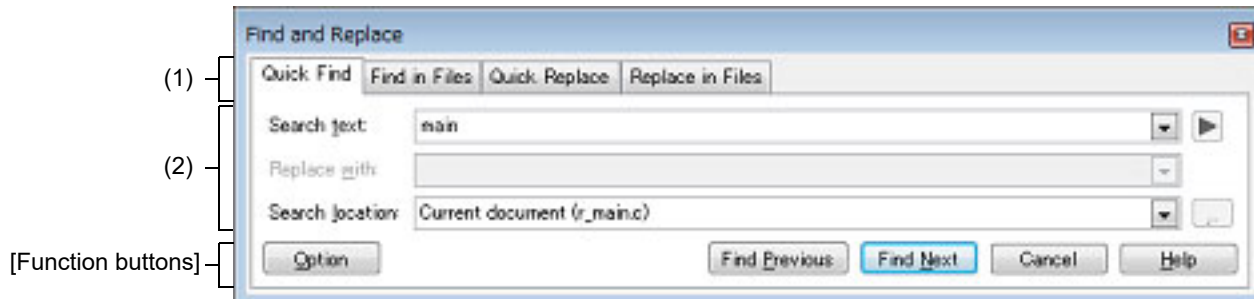 Find and Replace
(1)
Quick Find Find in Files Quick Replace Replace in Files
Search text: main
(2)
Replace with:
Search location: Current document (r_main.c)
[Function buttons]
Option Find Previous Find Next Cancel Help